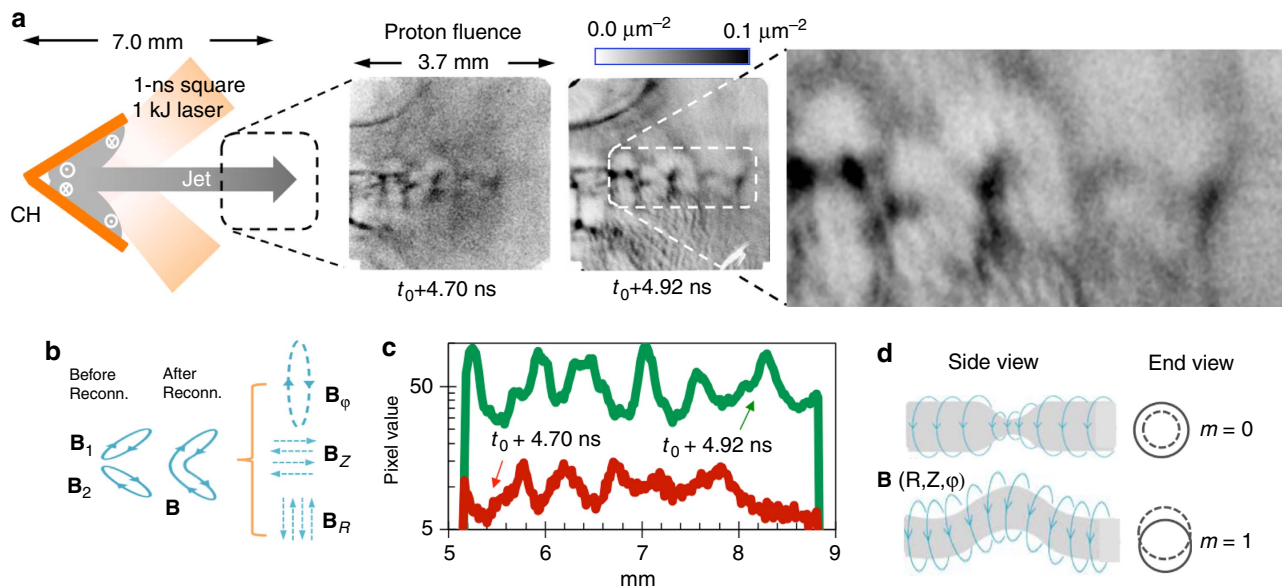 a
7.0 mm
1-ns square
1 kJ laser
Jet
CH
Proton fluence
3.7 mm
0.0 μm⁻²
0.1 μm⁻²
t₀+4.70 ns
t₀+4.92 ns
b
Before
Reconn.
After
Reconn.
B₁
B₂
B
Bφ
B_Z
B_R
c
Pixel value
50
5
t₀ + 4.70 ns
t₀ + 4.92 ns
5
6
7
8
9
mm
d
Side view
End view
m = 0
B (R,Z,φ)
m = 1